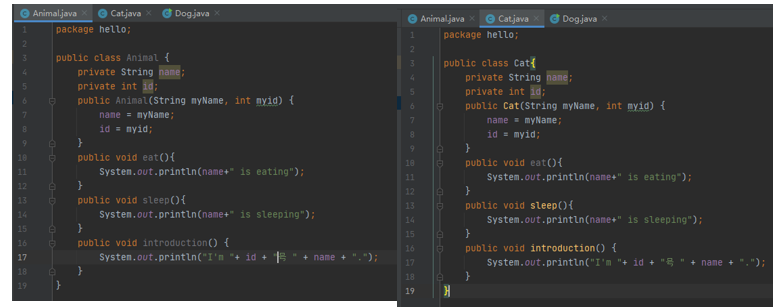 Animal.java Cat.java Dog.java
1 package hello;
2
3 public class Animal {
4 private String name;
5 private int id;
6 public Animal(String myName, int myid) {
7 name = myName;
8 id = myid;
9 }
10 public void eat(){
11 System.out.println(name+" is eating");
12 }
13 public void sleep(){
14 System.out.println(name+" is sleeping");
15 }
16 public void introduction() {
17 System.out.println("I'm "+ id + "号 " + name + ".");
18 }
19 }
Animal.java Cat.java Dog.java
1 package hello;
2
3 public class Cat{
4 private String name;
5 private int id;
6 public Cat(String myName, int myid) {
7 name = myName;
8 id = myid;
9 }
10 public void eat(){
11 System.out.println(name+" is eating");
12 }
13 public void sleep(){
14 System.out.println(name+" is sleeping");
15 }
16 public void introduction() {
17 System.out.println("I'm "+ id + "号 " + name + ".");
18 }
19 }